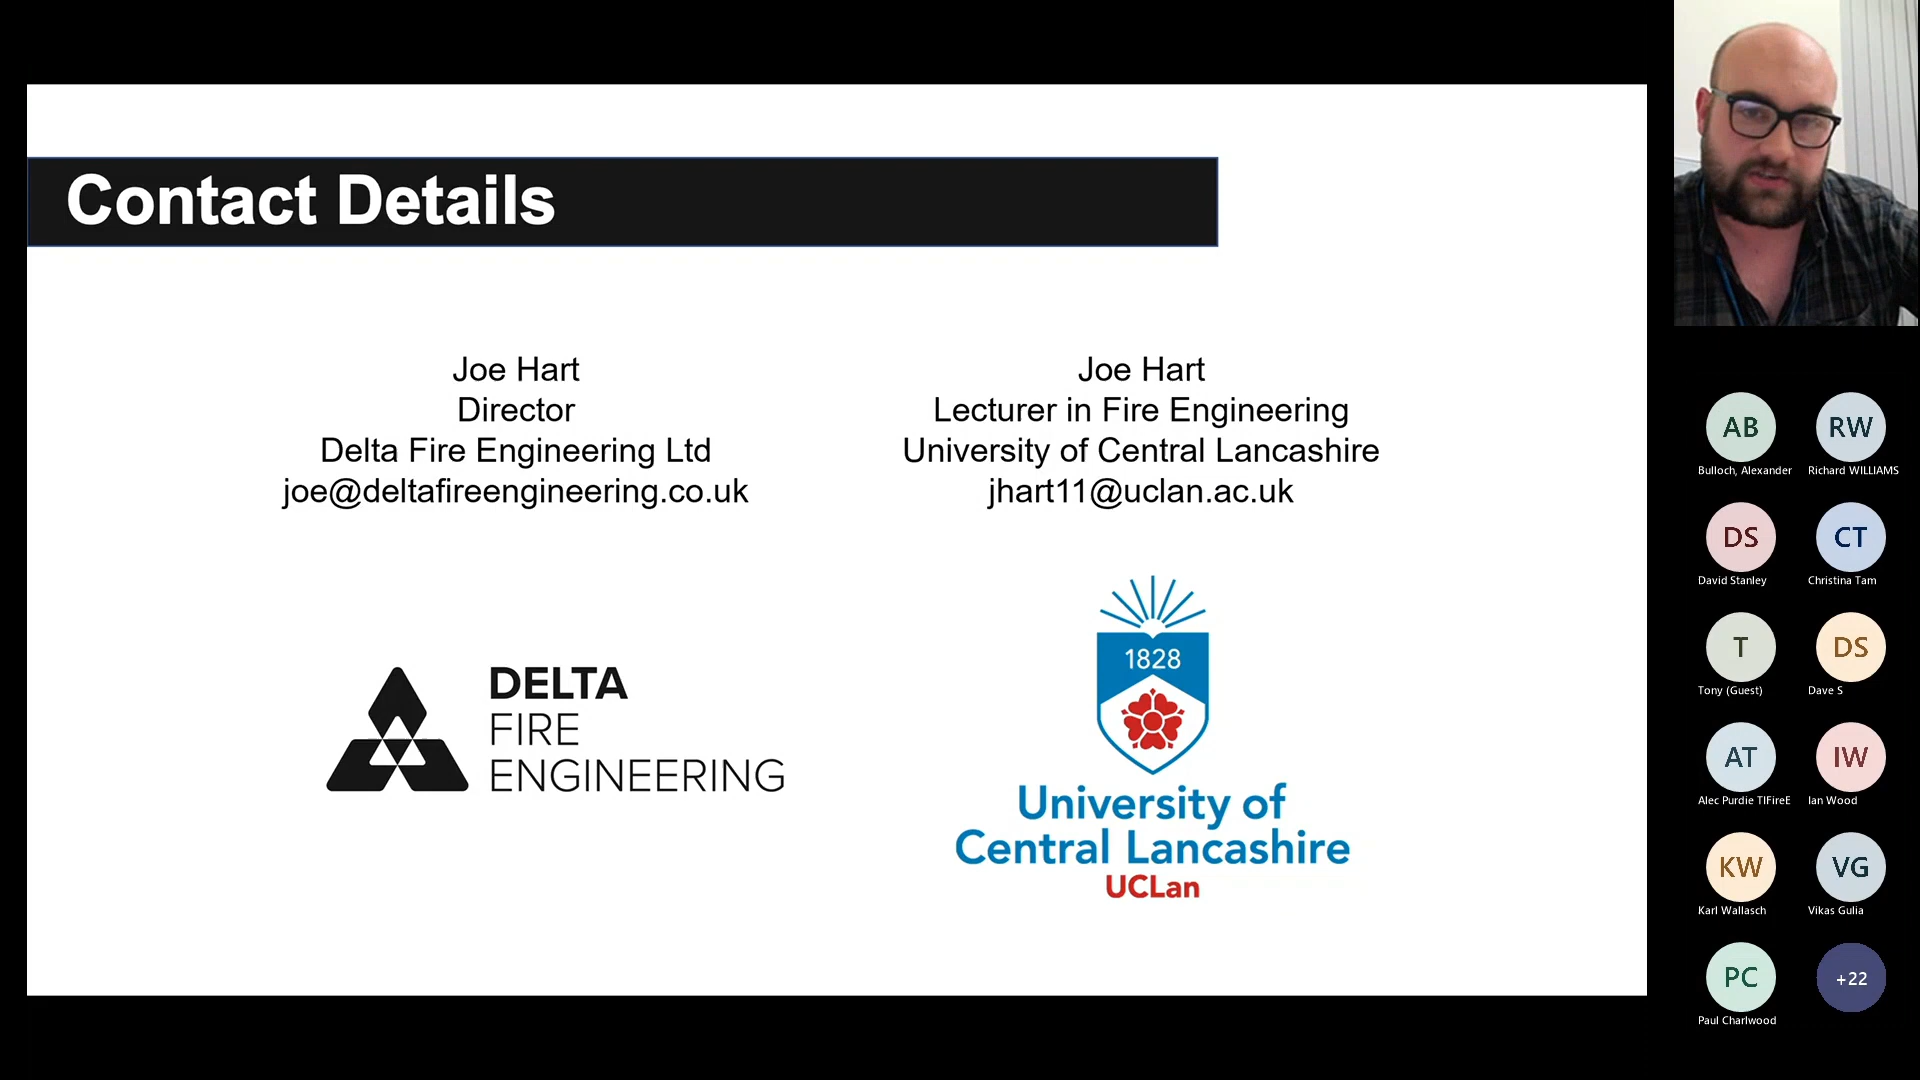 Contact Details
Joe Hart
Director
Delta Fire Engineering Ltd
joe@deltafireengineering.co.uk
Joe Hart
Lecturer in Fire Engineering
University of Central Lancashire
jhart11@uclan.ac.uk
DELTA
FIRE
ENGINEERING
1828
University of
Central Lancashire
UCLan
AB
Bulloch, Alexander
RW
Richard WILLIAMS
DS
David Stanley
CT
Christina Tam
T
Tony (Guest)
DS
Dave S
AT
Alec Purdie TIFireE
IW
Ian Wood
KW
Karl Wallasch
VG
Vikas Gulia
PC
Paul Charlwood
+22